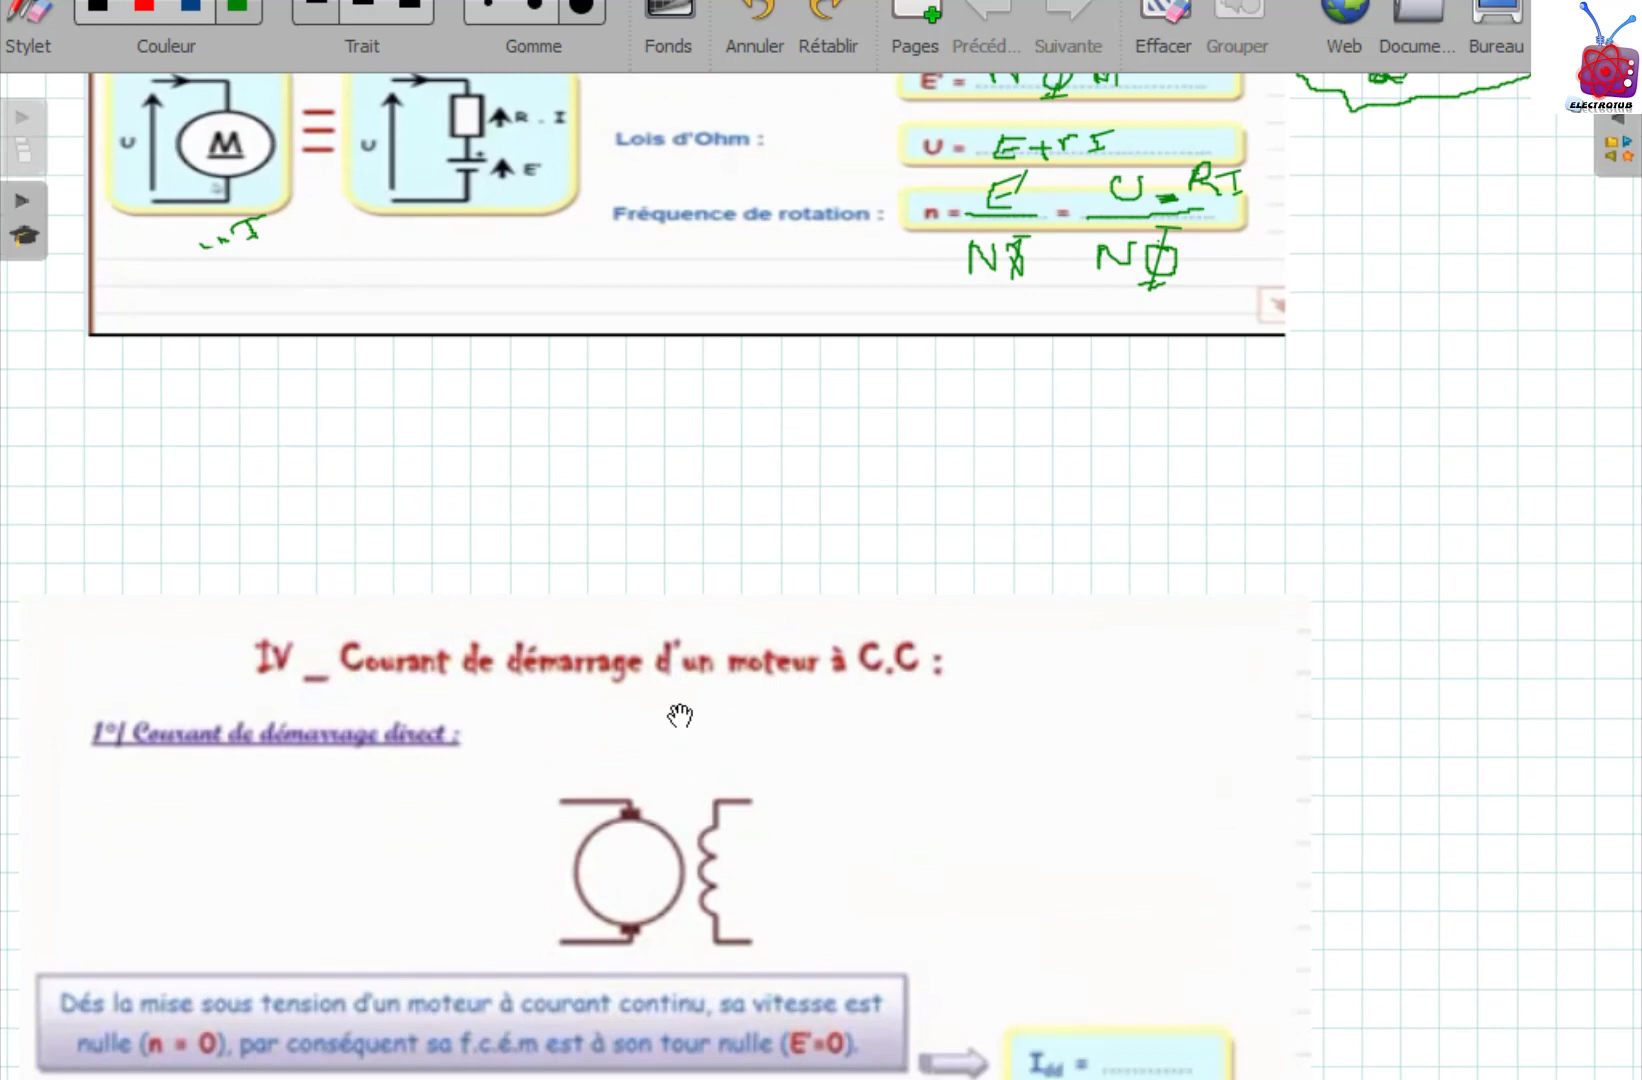 Stylet Couleur Trait Gomme Fonds Annuler Rétablir Pages Précéd... Suivante Effacer Grouper Web Docume... Bureau
ELECTROTUB
E' = N Φ n
U M U R . I E'
Lois d'Ohm : U = E + r I
Fréquence de rotation : n = E' / NΦ = U - RI / NΦ
IV _ Courant de démarrage d'un moteur à C.C :
1°/ Courant de démarrage direct :
Dés la mise sous tension d'un moteur à courant continu, sa vitesse est
nulle (n = 0), par conséquent sa f.c.é.m est à son tour nulle (E'=0).
Idd = ............